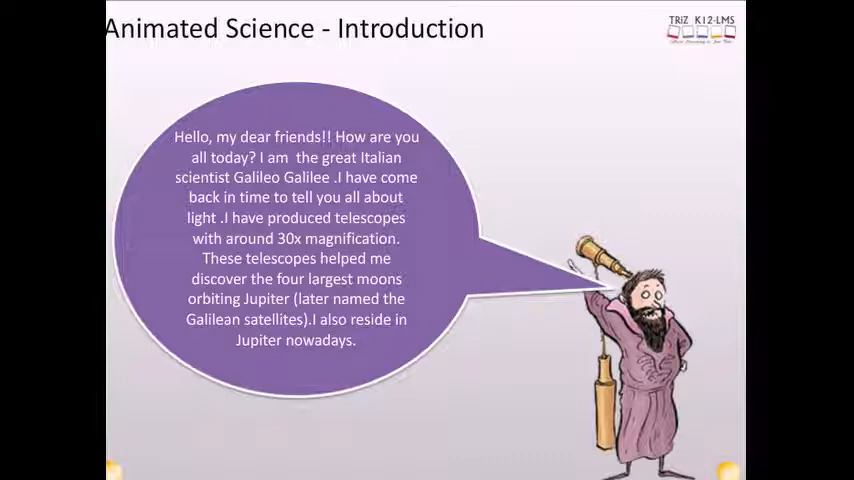 Animated Science - Introduction
TRiZ K12-LMS
Hello, my dear friends!! How are you
all today? I am  the great Italian
scientist Galileo Galilee .I have come
back in time to tell you all about
light .I have produced telescopes
with around 30x magnification.
These telescopes helped me
discover the four largest moons
orbiting Jupiter (later named the
Galilean satellites).I also reside in
Jupiter nowadays.